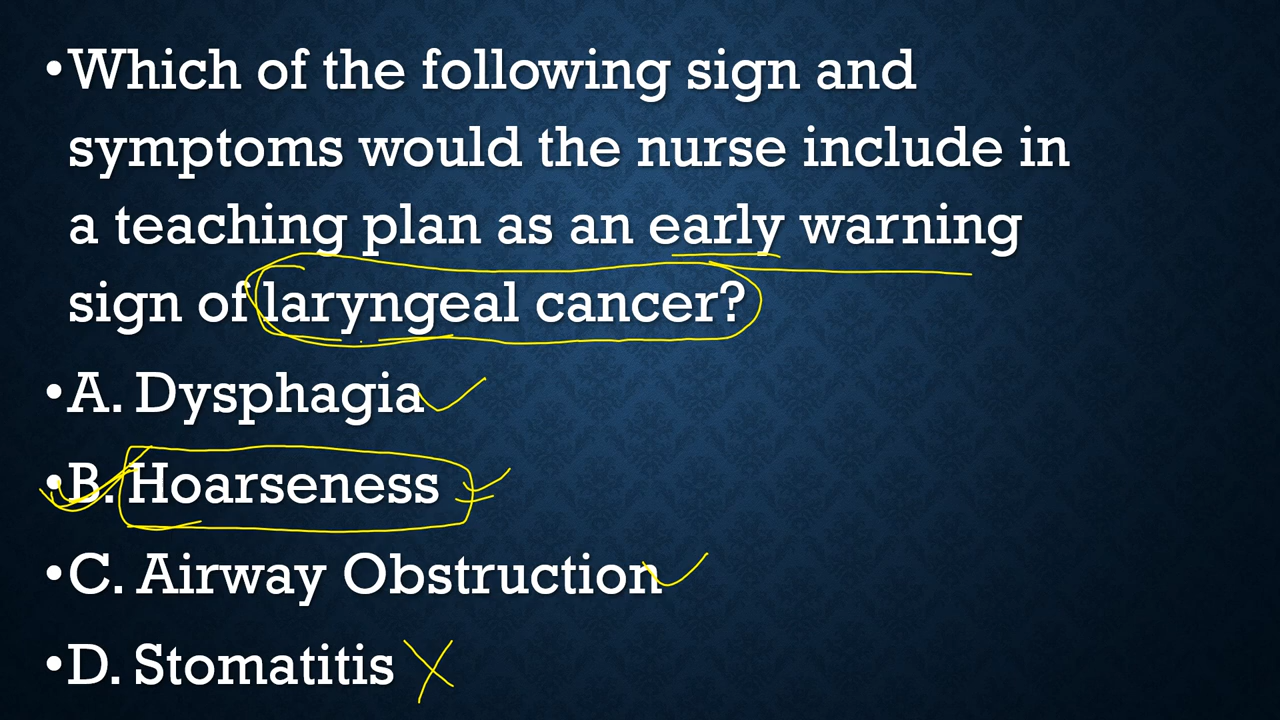 •Which of the following sign and
symptoms would the nurse include in
a teaching plan as an early warning
sign of laryngeal cancer?
•A. Dysphagia
•B. Hoarseness
•C. Airway Obstruction
•D. Stomatitis